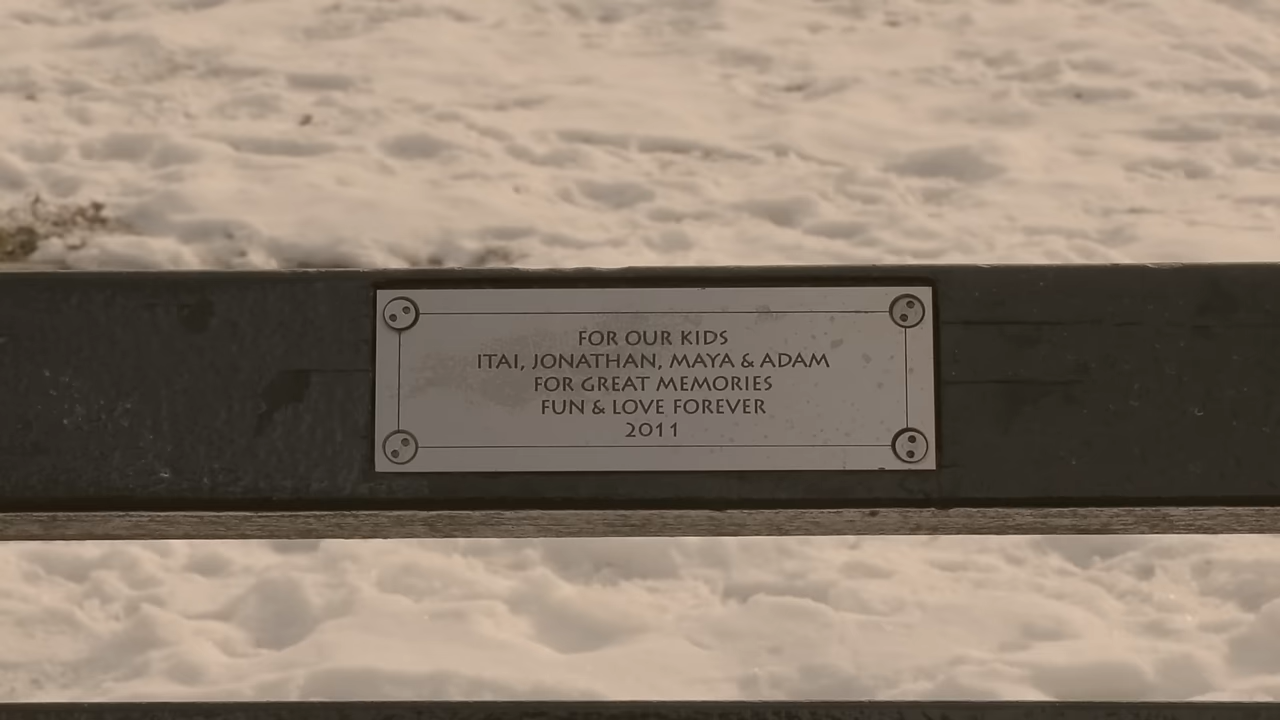 FOR OUR KIDS
ITAI, JONATHAN, MAYA & ADAM
FOR GREAT MEMORIES
FUN & LOVE FOREVER
2011